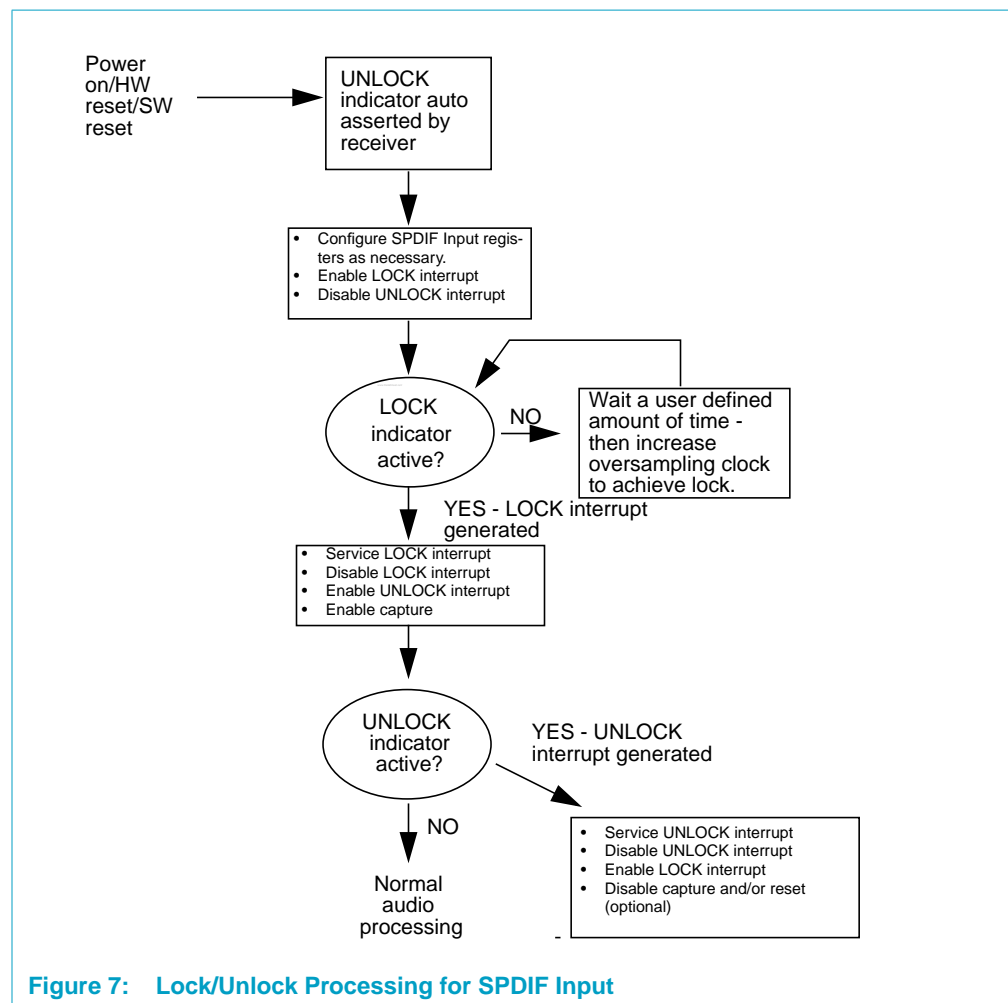 Power
on/HW
reset/SW
reset
UNLOCK
indicator auto
asserted by
receiver
• Configure SPDIF Input regis-
ters as necessary.
• Enable LOCK interrupt
• Disable UNLOCK interrupt
LOCK
indicator
active?
NO
Wait a user defined
amount of time -
then increase
oversampling clock
to achieve lock.
YES - LOCK interrupt
generated
• Service LOCK interrupt
• Disable LOCK interrupt
• Enable UNLOCK interrupt
• Enable capture
UNLOCK
indicator
active?
YES - UNLOCK
interrupt generated
NO
• Service UNLOCK interrupt
• Disable UNLOCK interrupt
• Enable LOCK interrupt
• Disable capture and/or reset
(optional)
Normal
audio
processing
Figure 7: Lock/Unlock Processing for SPDIF Input